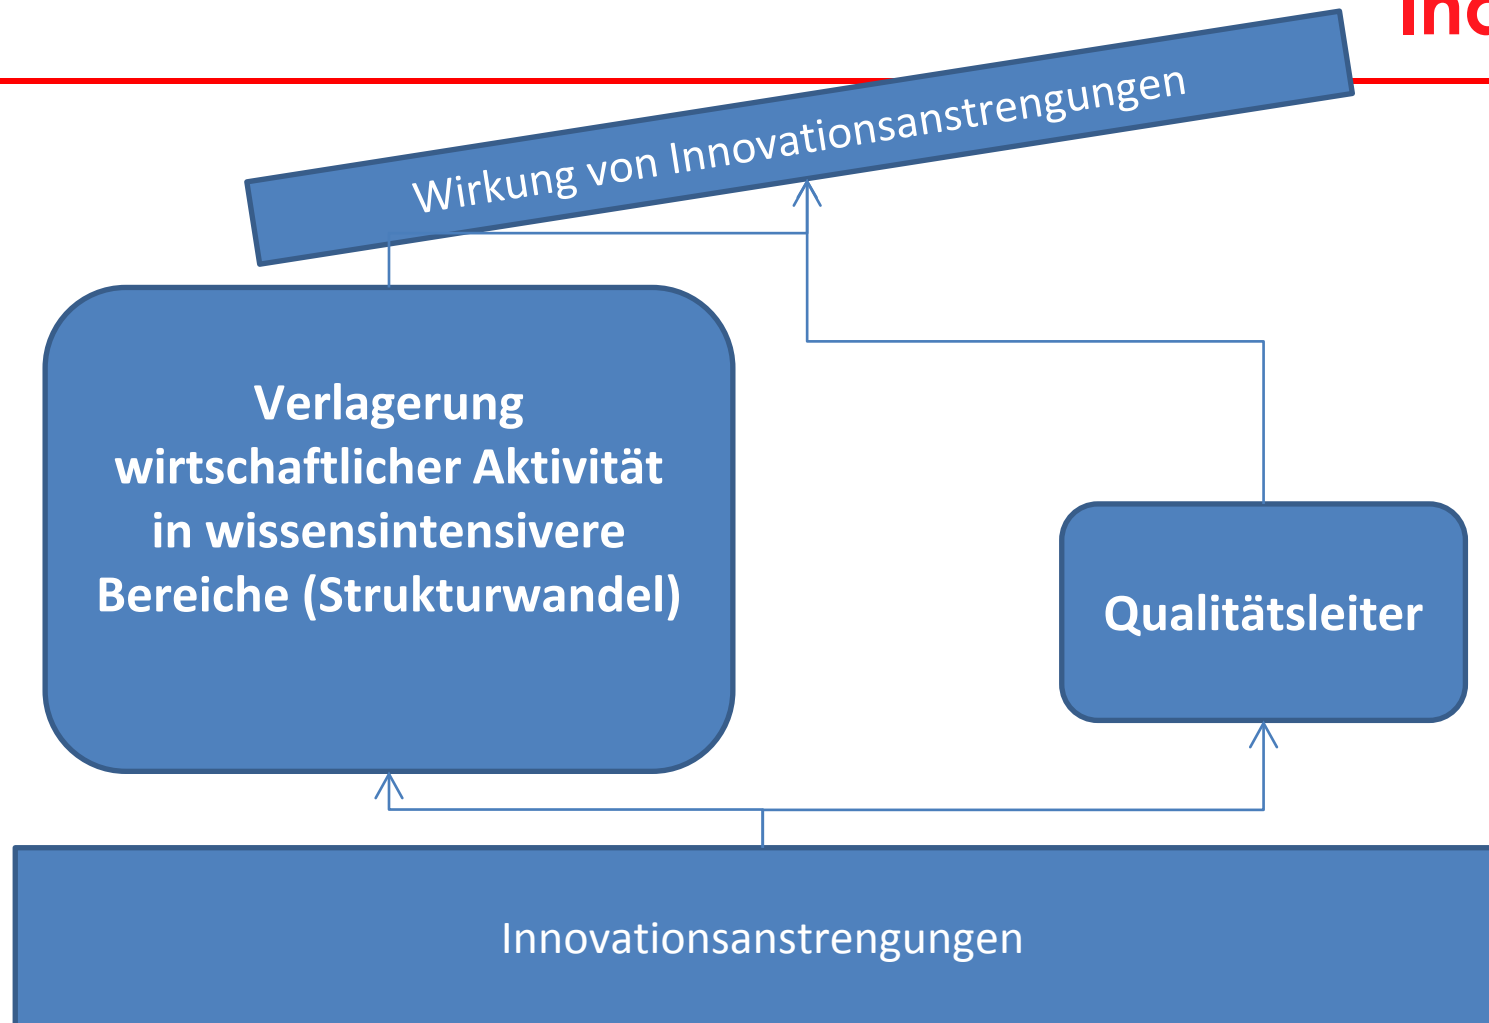 Wirkung von Innovationsanstrengungen
Verlagerung
wirtschaftlicher Aktivität
in wissensintensivere
Bereiche (Strukturwandel)
Qualitätsleiter
Innovationsanstrengungen